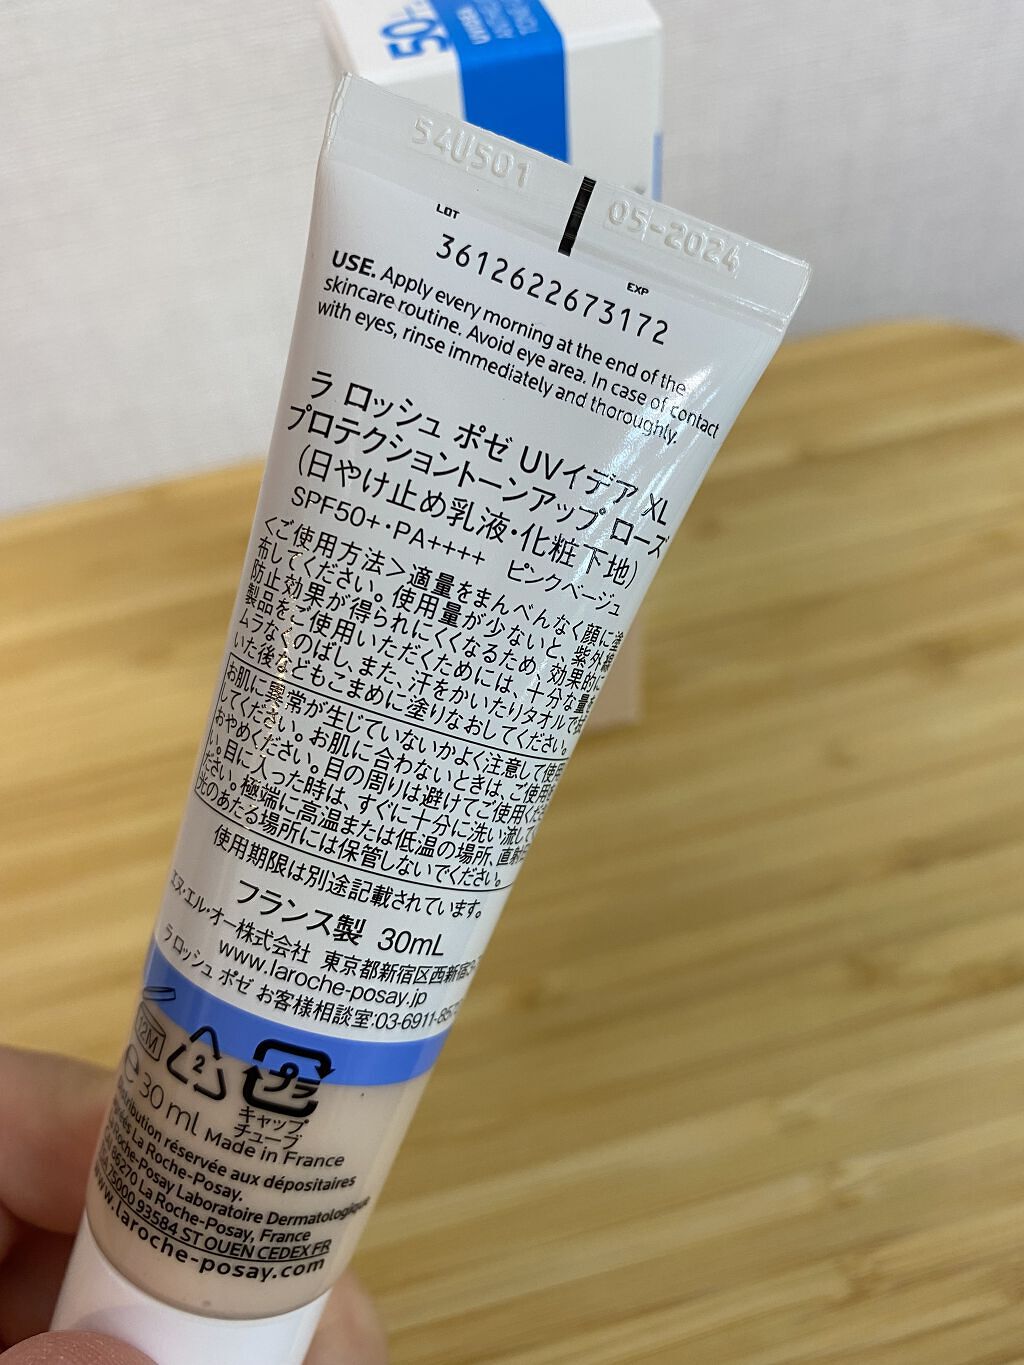 50+
UVIDEA
54U501
05-2024
LOT
EXP
3612622673172
USE. Apply every morning at the end of the
skincare routine. Avoid eye area. In case of contact
with eyes, rinse immediately and thoroughly.
ラ ロッシュ ポゼ UVイデア XL
プロテクショントーンアップ ローズ
(日やけ止め乳液・化粧下地)
SPF50+・PA++++ ピンクベージュ
＜ご使用方法＞適量をまんべんなく顔に塗
布してください。使用量が少ないと、紫外線
防止効果が得られにくくなるため、効果的に
製品をご使用いただくためには、十分な量を
ムラなくのばし、また、汗をかいたりタオルで
いた後などもこまめに塗りなおしてください。
お肌に異常が生じていないかよく注意して使用
してください。お肌に合わないときは、ご使用を
おやめください。目の周りは避けてご使用くださ
い。目に入った時は、すぐに十分に洗い流して
ださい。極端に高温または低温の場所、直射日
光のあたる場所には保管しないでください。
使用期限は別途記載されています。
フランス製 30mL
エヌ・エル・オー株式会社 東京都新宿区西新宿
www.laroche-posay.jp
ラ ロッシュ ポゼ お客様相談室:03-6911-857
12M
2
プラ
キャップ
チューブ
e 30 ml Made in France
Distribution réservée aux dépositaires
La Roche-Posay.
La Roche-Posay Laboratoire Dermatologique
86270 La Roche-Posay, France
75000 93584 ST OUEN CEDEX FR
www.laroche-posay.com